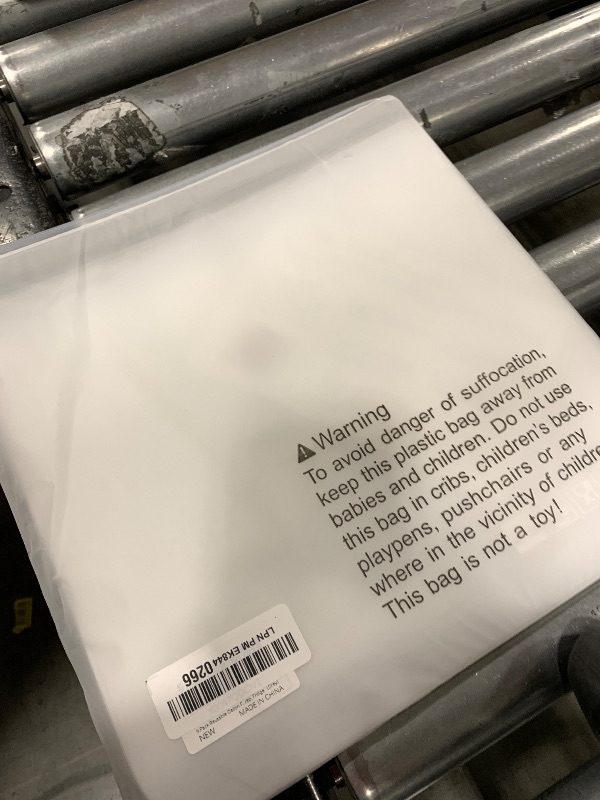 Warning
To avoid danger of suffocation,
keep this plastic bag away from
babies and children. Do not use
this bag in cribs, children's beds,
playpens, pushchairs or any
where in the vicinity of childre
This bag is not a toy!
LPN PM EK844 0266
MADE IN CHINA
NEW